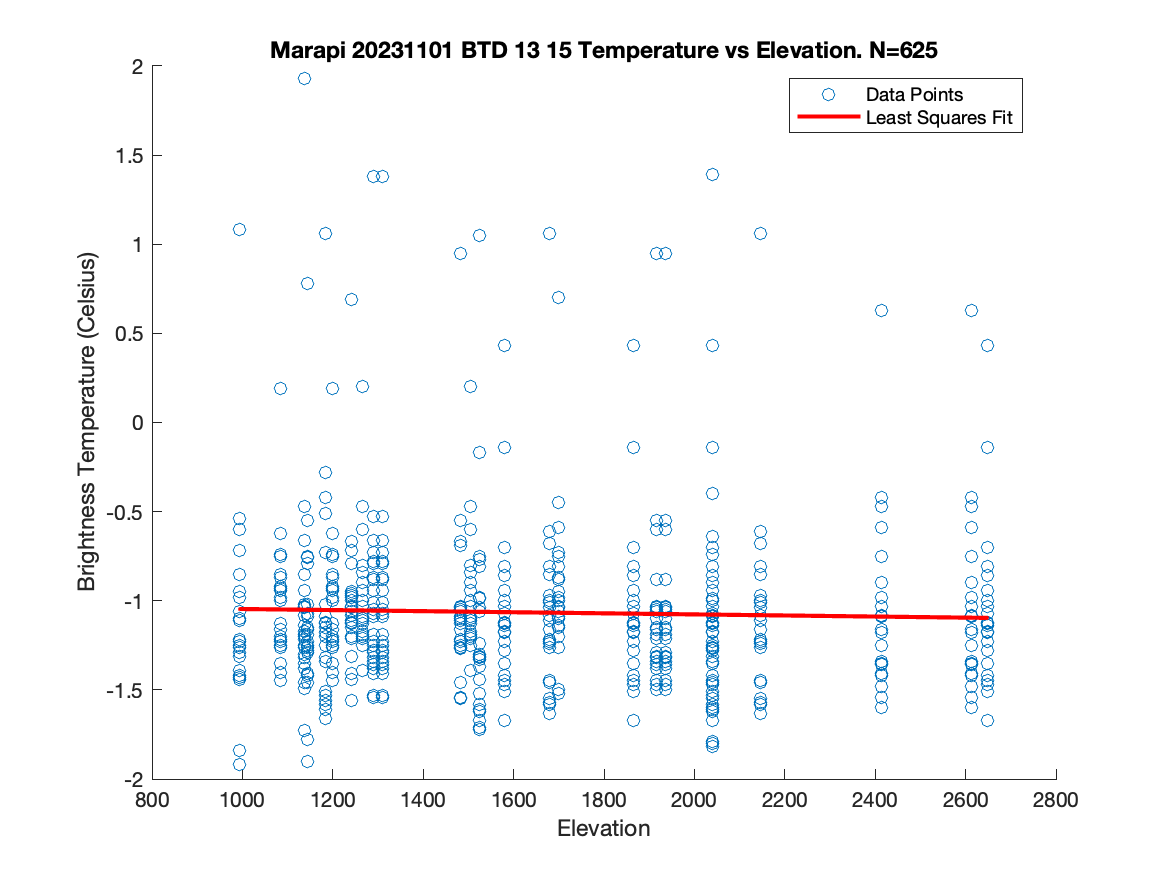 Marapi 20231101 BTD 13 15 Temperature vs Elevation. N=625
Data Points
Least Squares Fit
2
1.5
1
0.5
0
-0.5
-1
-1.5
-2
Brightness Temperature (Celsius)
800 1000 1200 1400 1600 1800 2000 2200 2400 2600 2800
Elevation